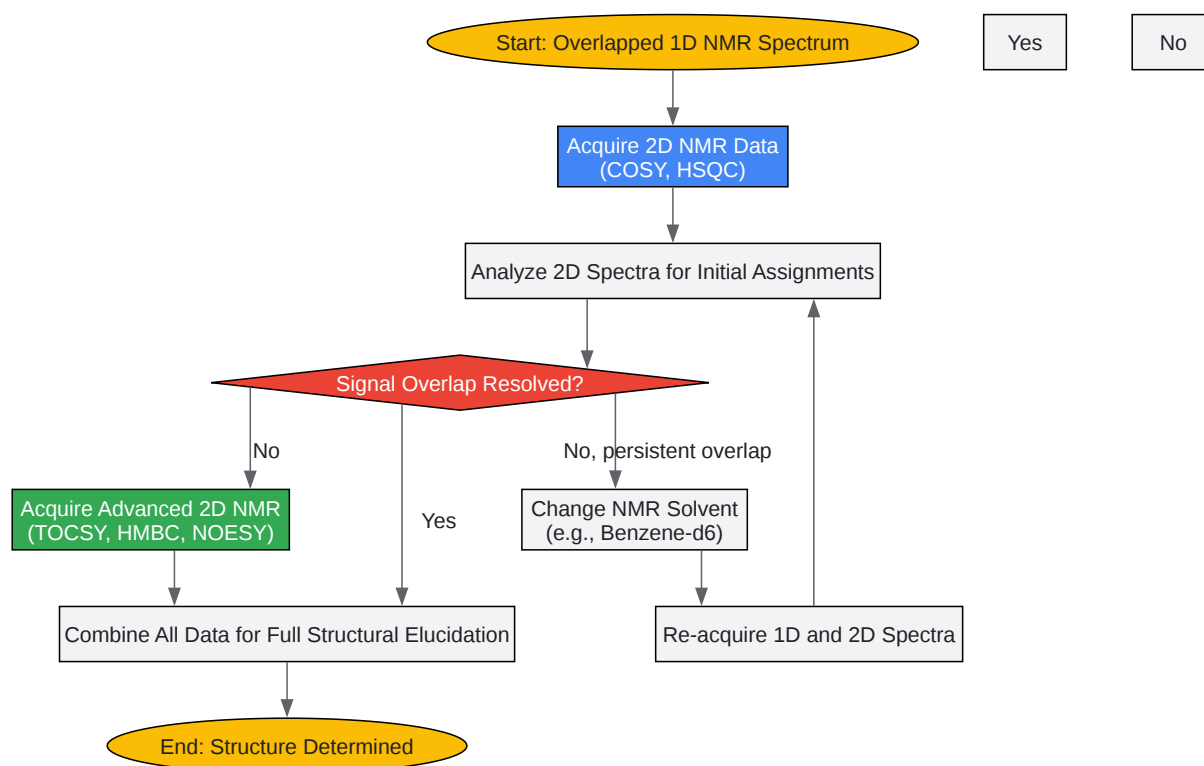 Start: Overlapped 1D NMR Spectrum
Yes
No
Acquire 2D NMR Data
(COSY, HSQC)
Analyze 2D Spectra for Initial Assignments
Signal Overlap Resolved?
No
No, persistent overlap
Acquire Advanced 2D NMR
(TOCSY, HMBC, NOESY)
Yes
Change NMR Solvent
(e.g., Benzene-d6)
Combine All Data for Full Structural Elucidation
Re-acquire 1D and 2D Spectra
End: Structure Determined